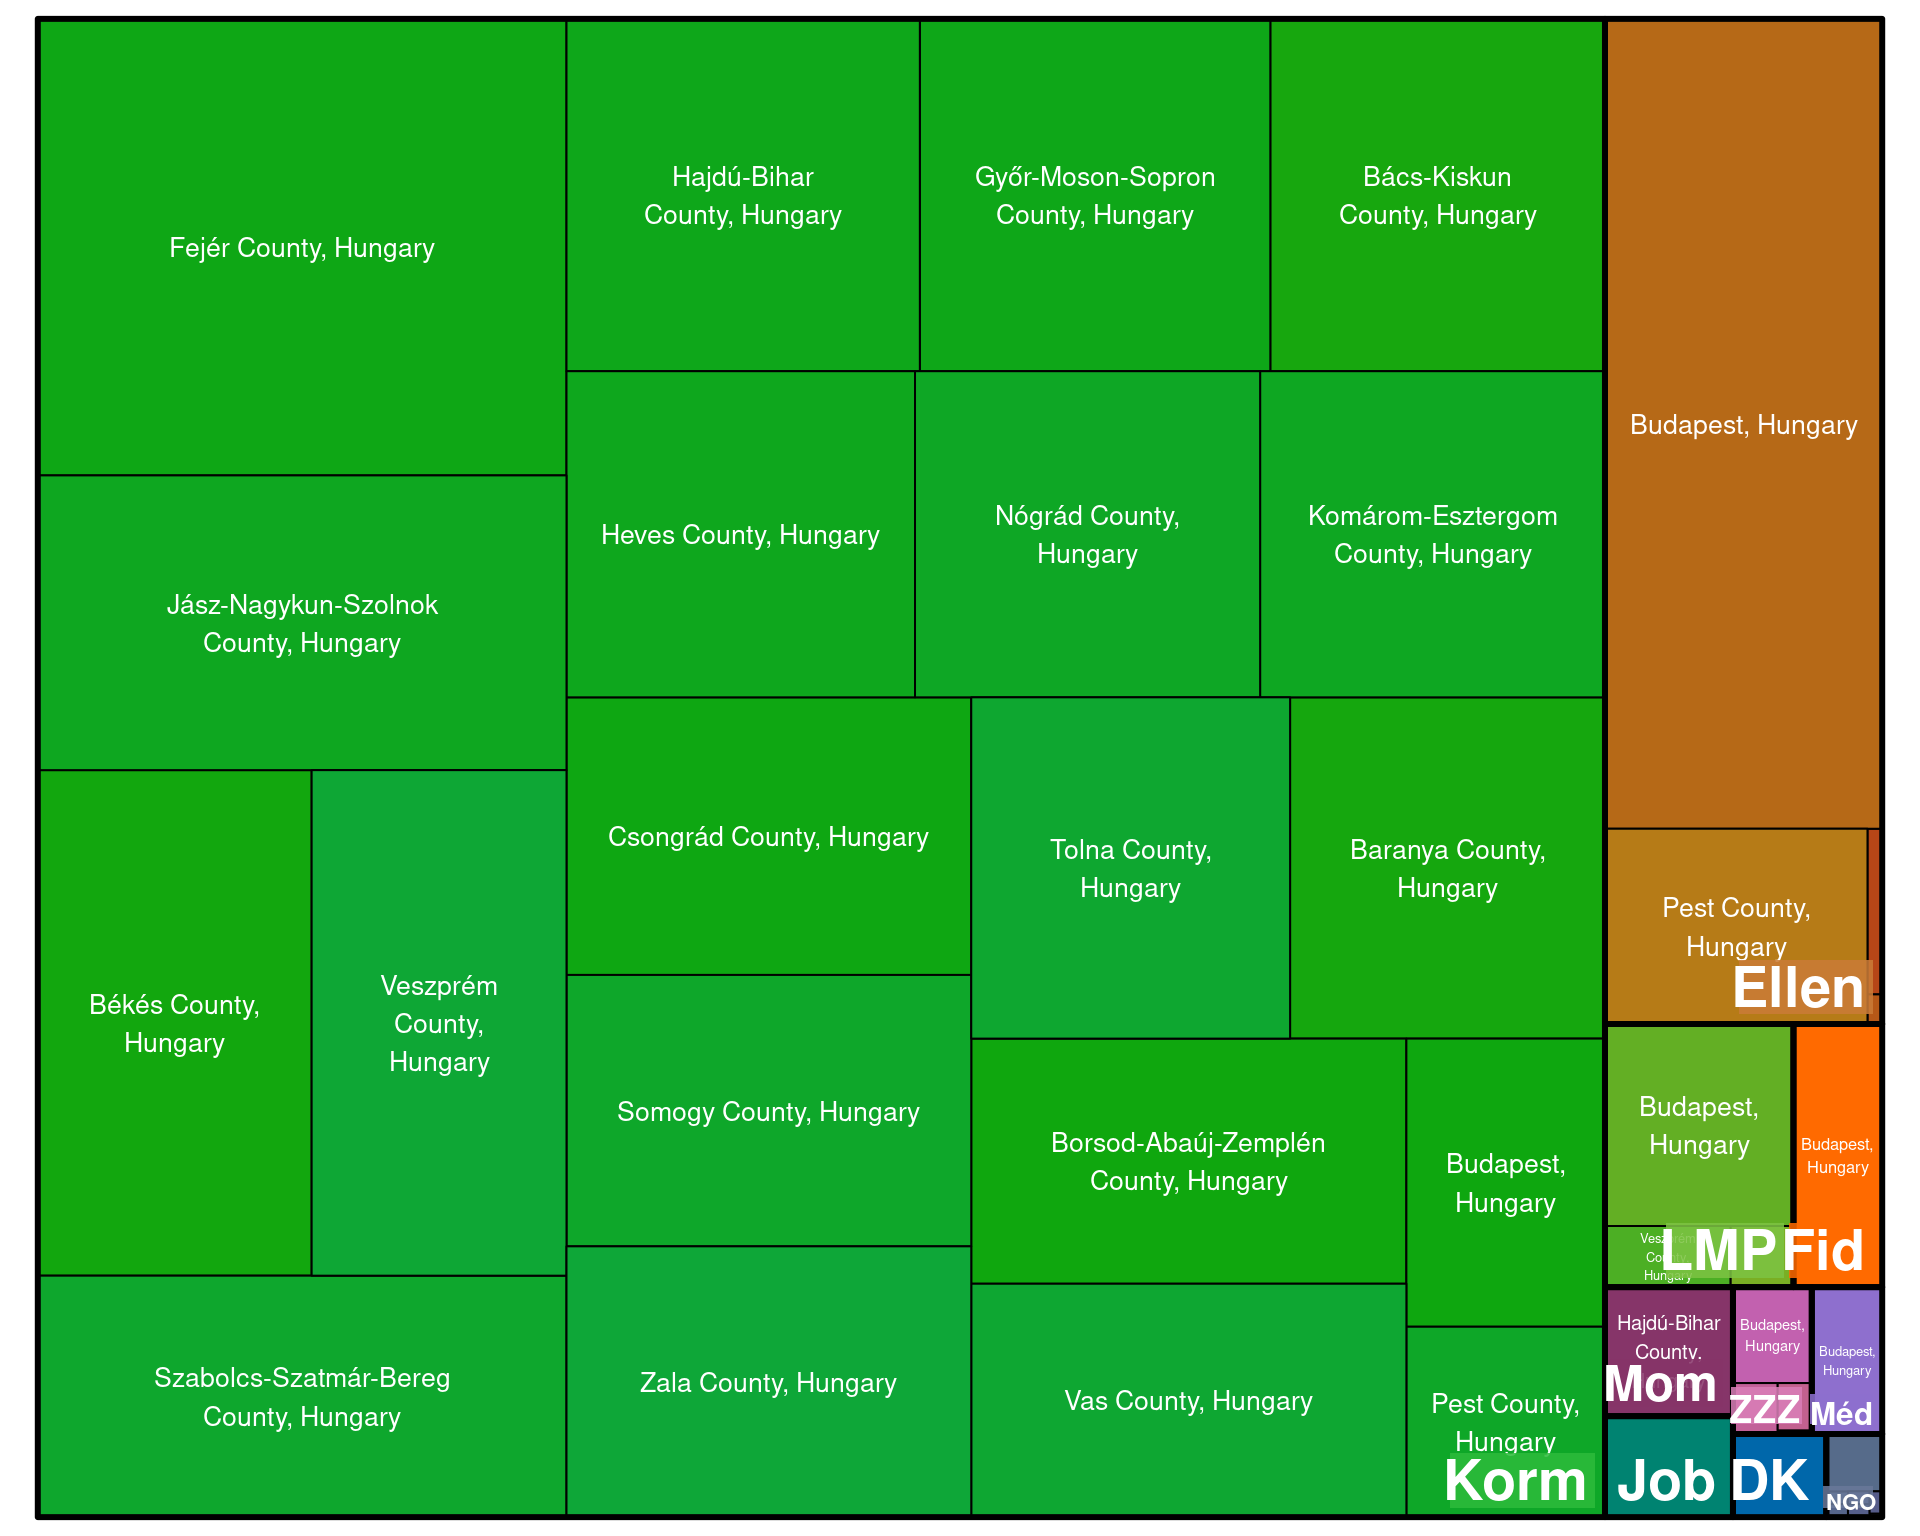 Fejér County, Hungary
Hajdú-Bihar
County, Hungary
Győr-Moson-Sopron
County, Hungary
Bács-Kiskun
County, Hungary
Budapest, Hungary
Jász-Nagykun-Szolnok
County, Hungary
Heves County, Hungary
Nógrád County,
Hungary
Komárom-Esztergom
County, Hungary
Békés County,
Hungary
Veszprém
County,
Hungary
Csongrád County, Hungary
Tolna County,
Hungary
Baranya County,
Hungary
Pest County,
Hungary
Ellen
Somogy County, Hungary
Borsod-Abaúj-Zemplén
County, Hungary
Budapest,
Hungary
Budapest,
Hungary
Budapest,
Hungary
Veszprém
County,
Hungary
LMP
Fid
Szabolcs-Szatmár-Bereg
County, Hungary
Zala County, Hungary
Vas County, Hungary
Pest County,
Hungary
Korm
Hajdú-Bihar
County,
Mom
Budapest,
Hungary
ZZZ
Budapest,
Hungary
Méd
Job
DK
NGO